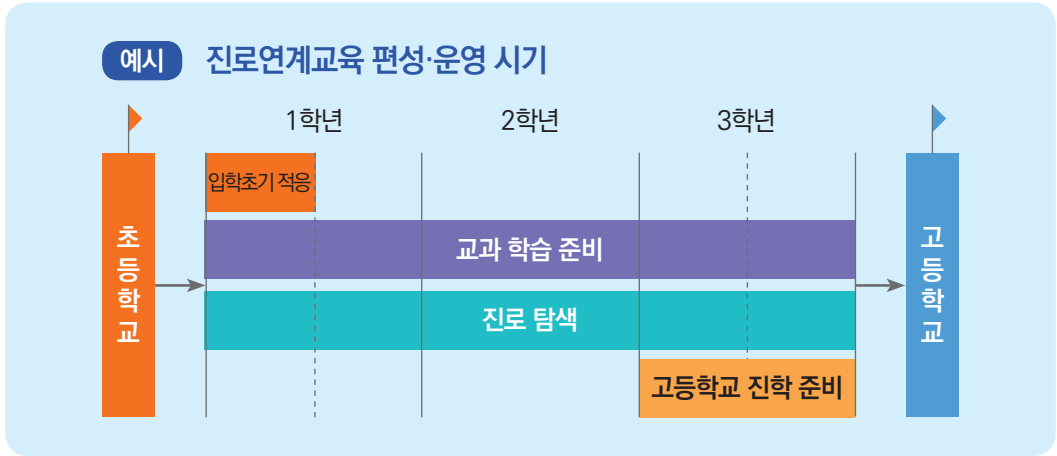 예시 진로연계교육 편성·운영 시기
1학년 2학년 3학년
입학초기 적응
초등학교
교과 학습 준비
진로 탐색
고등학교 진학 준비
고등학교